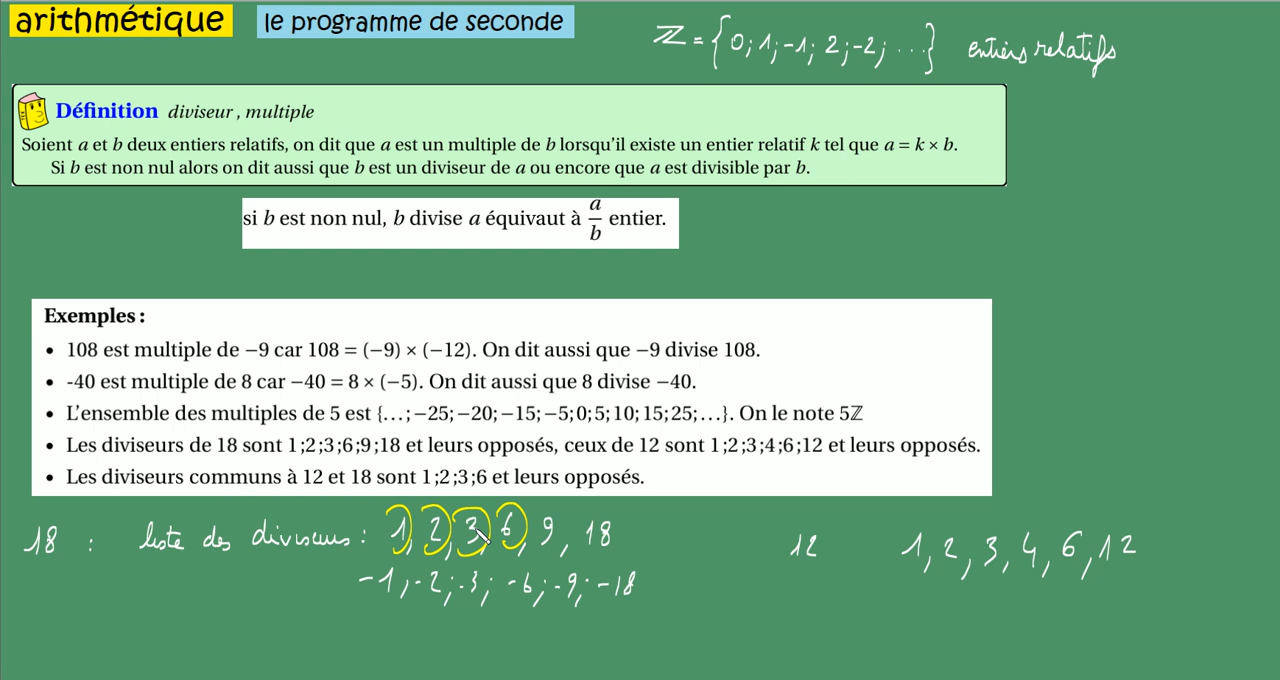 arithmétique le programme de seconde
ℤ = {0; 1; -1; 2; -2; ...} entiers relatifs
Définition diviseur , multiple
Soient a et b deux entiers relatifs, on dit que a est un multiple de b lorsqu'il existe un entier relatif k tel que a = k × b.
Si b est non nul alors on dit aussi que b est un diviseur de a ou encore que a est divisible par b.
si b est non nul, b divise a équivaut à a/b entier.
Exemples :
• 108 est multiple de −9 car 108 = (−9) × (−12). On dit aussi que −9 divise 108.
• -40 est multiple de 8 car −40 = 8 × (−5). On dit aussi que 8 divise −40.
• L'ensemble des multiples de 5 est {...; −25; −20; −15; −5; 0; 5; 10; 15; 25; ...}. On le note 5ℤ
• Les diviseurs de 18 sont 1 ;2 ;3 ;6 ;9 ;18 et leurs opposés, ceux de 12 sont 1 ;2 ;3 ;4 ;6 ;12 et leurs opposés.
• Les diviseurs communs à 12 et 18 sont 1 ;2 ;3 ;6 et leurs opposés.
18 : liste des diviseurs : 1, 2, 3, 6, 9, 18 12 1, 2, 3, 4, 6, 12
-1, -2; -3; -6; -9; -18